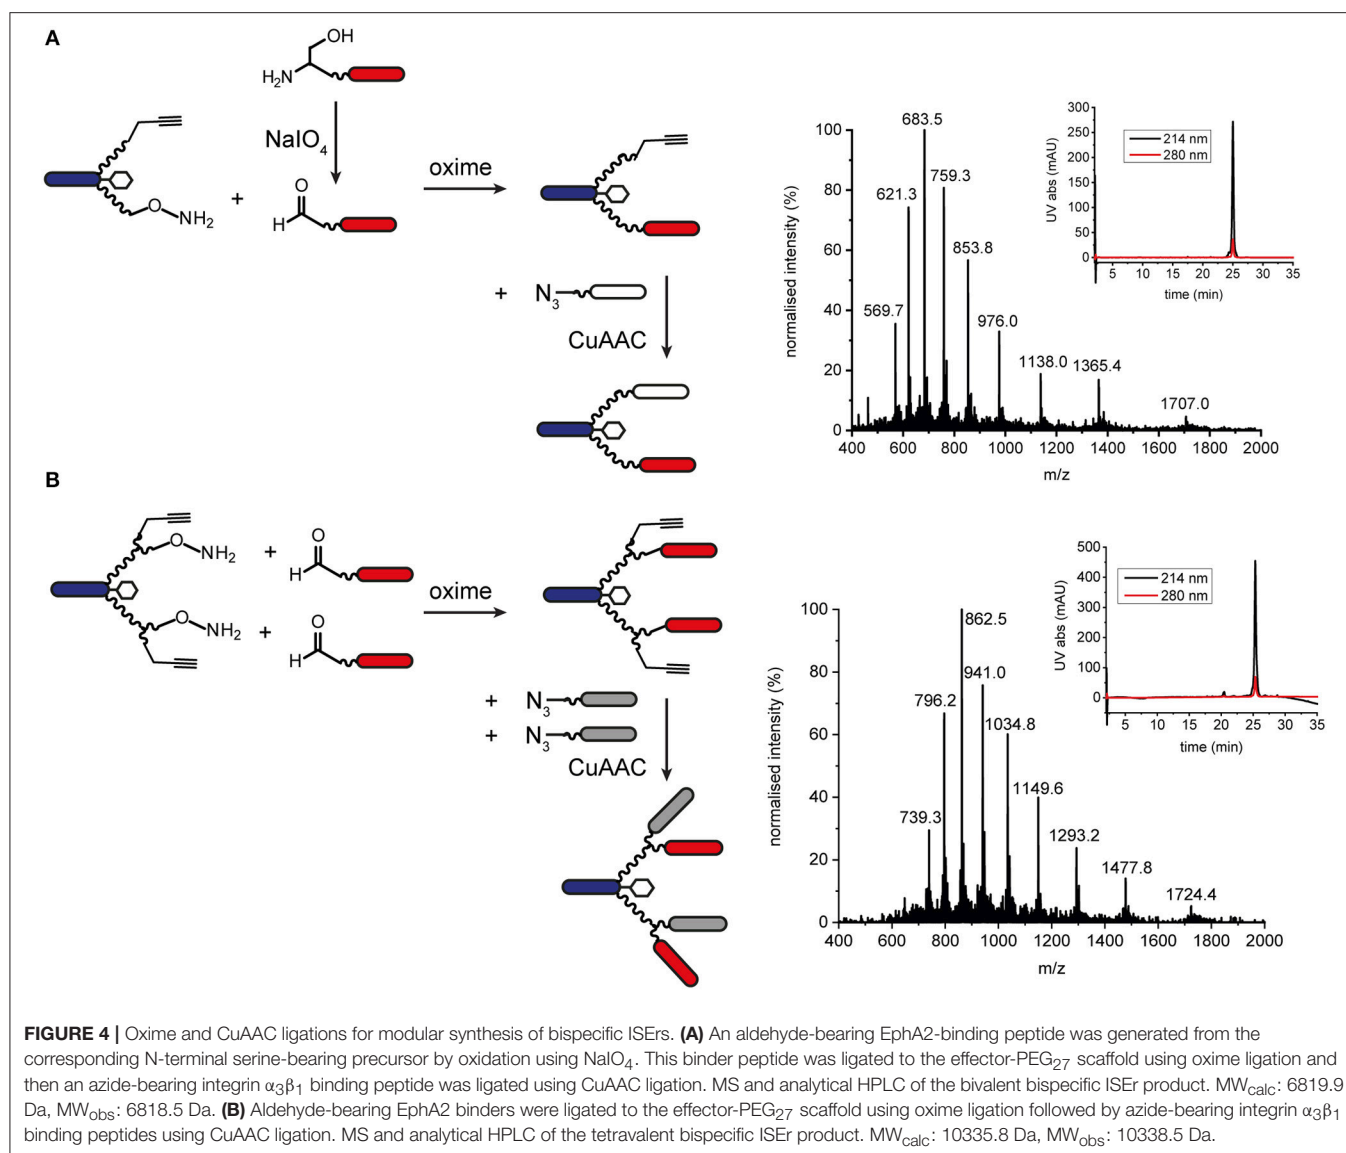 A
OH
H2N
NaIO4
O
NH2
+
O
H
oxime
+
N3
CuAAC
normalised intensity (%)
100
80
60
40
20
0
400 600 800 1000 1200 1400 1600 1800 2000
m/z
569.7
621.3
683.5
759.3
853.8
976.0
1138.0
1365.4
1707.0
UV abs (mAU)
300
250
200
150
100
50
0
5 10 15 20 25 30 35
time (min)
214 nm
280 nm
B
O
NH2
O
NH2
+
+
O
H
O
H
oxime
+
N3
+
N3
CuAAC
normalised intensity (%)
100
80
60
40
20
0
400 600 800 1000 1200 1400 1600 1800 2000
m/z
739.3
796.2
862.5
941.0
1034.8
1149.6
1293.2
1477.8
1724.4
UV abs (mAU)
500
400
300
200
100
0
5 10 15 20 25 30 35
time (min)
214 nm
280 nm
FIGURE 4 | Oxime and CuAAC ligations for modular synthesis of bispecific ISErs. (A) An aldehyde-bearing EphA2-binding peptide was generated from the
corresponding N-terminal serine-bearing precursor by oxidation using NaIO4. This binder peptide was ligated to the effector-PEG27 scaffold using oxime ligation and
then an azide-bearing integrin α3β1 binding peptide was ligated using CuAAC ligation. MS and analytical HPLC of the bivalent bispecific ISEr product. MWcalc: 6819.9
Da, MWobs: 6818.5 Da. (B) Aldehyde-bearing EphA2 binders were ligated to the effector-PEG27 scaffold using oxime ligation followed by azide-bearing integrin α3β1
binding peptides using CuAAC ligation. MS and analytical HPLC of the tetravalent bispecific ISEr product. MWcalc: 10335.8 Da, MWobs: 10338.5 Da.